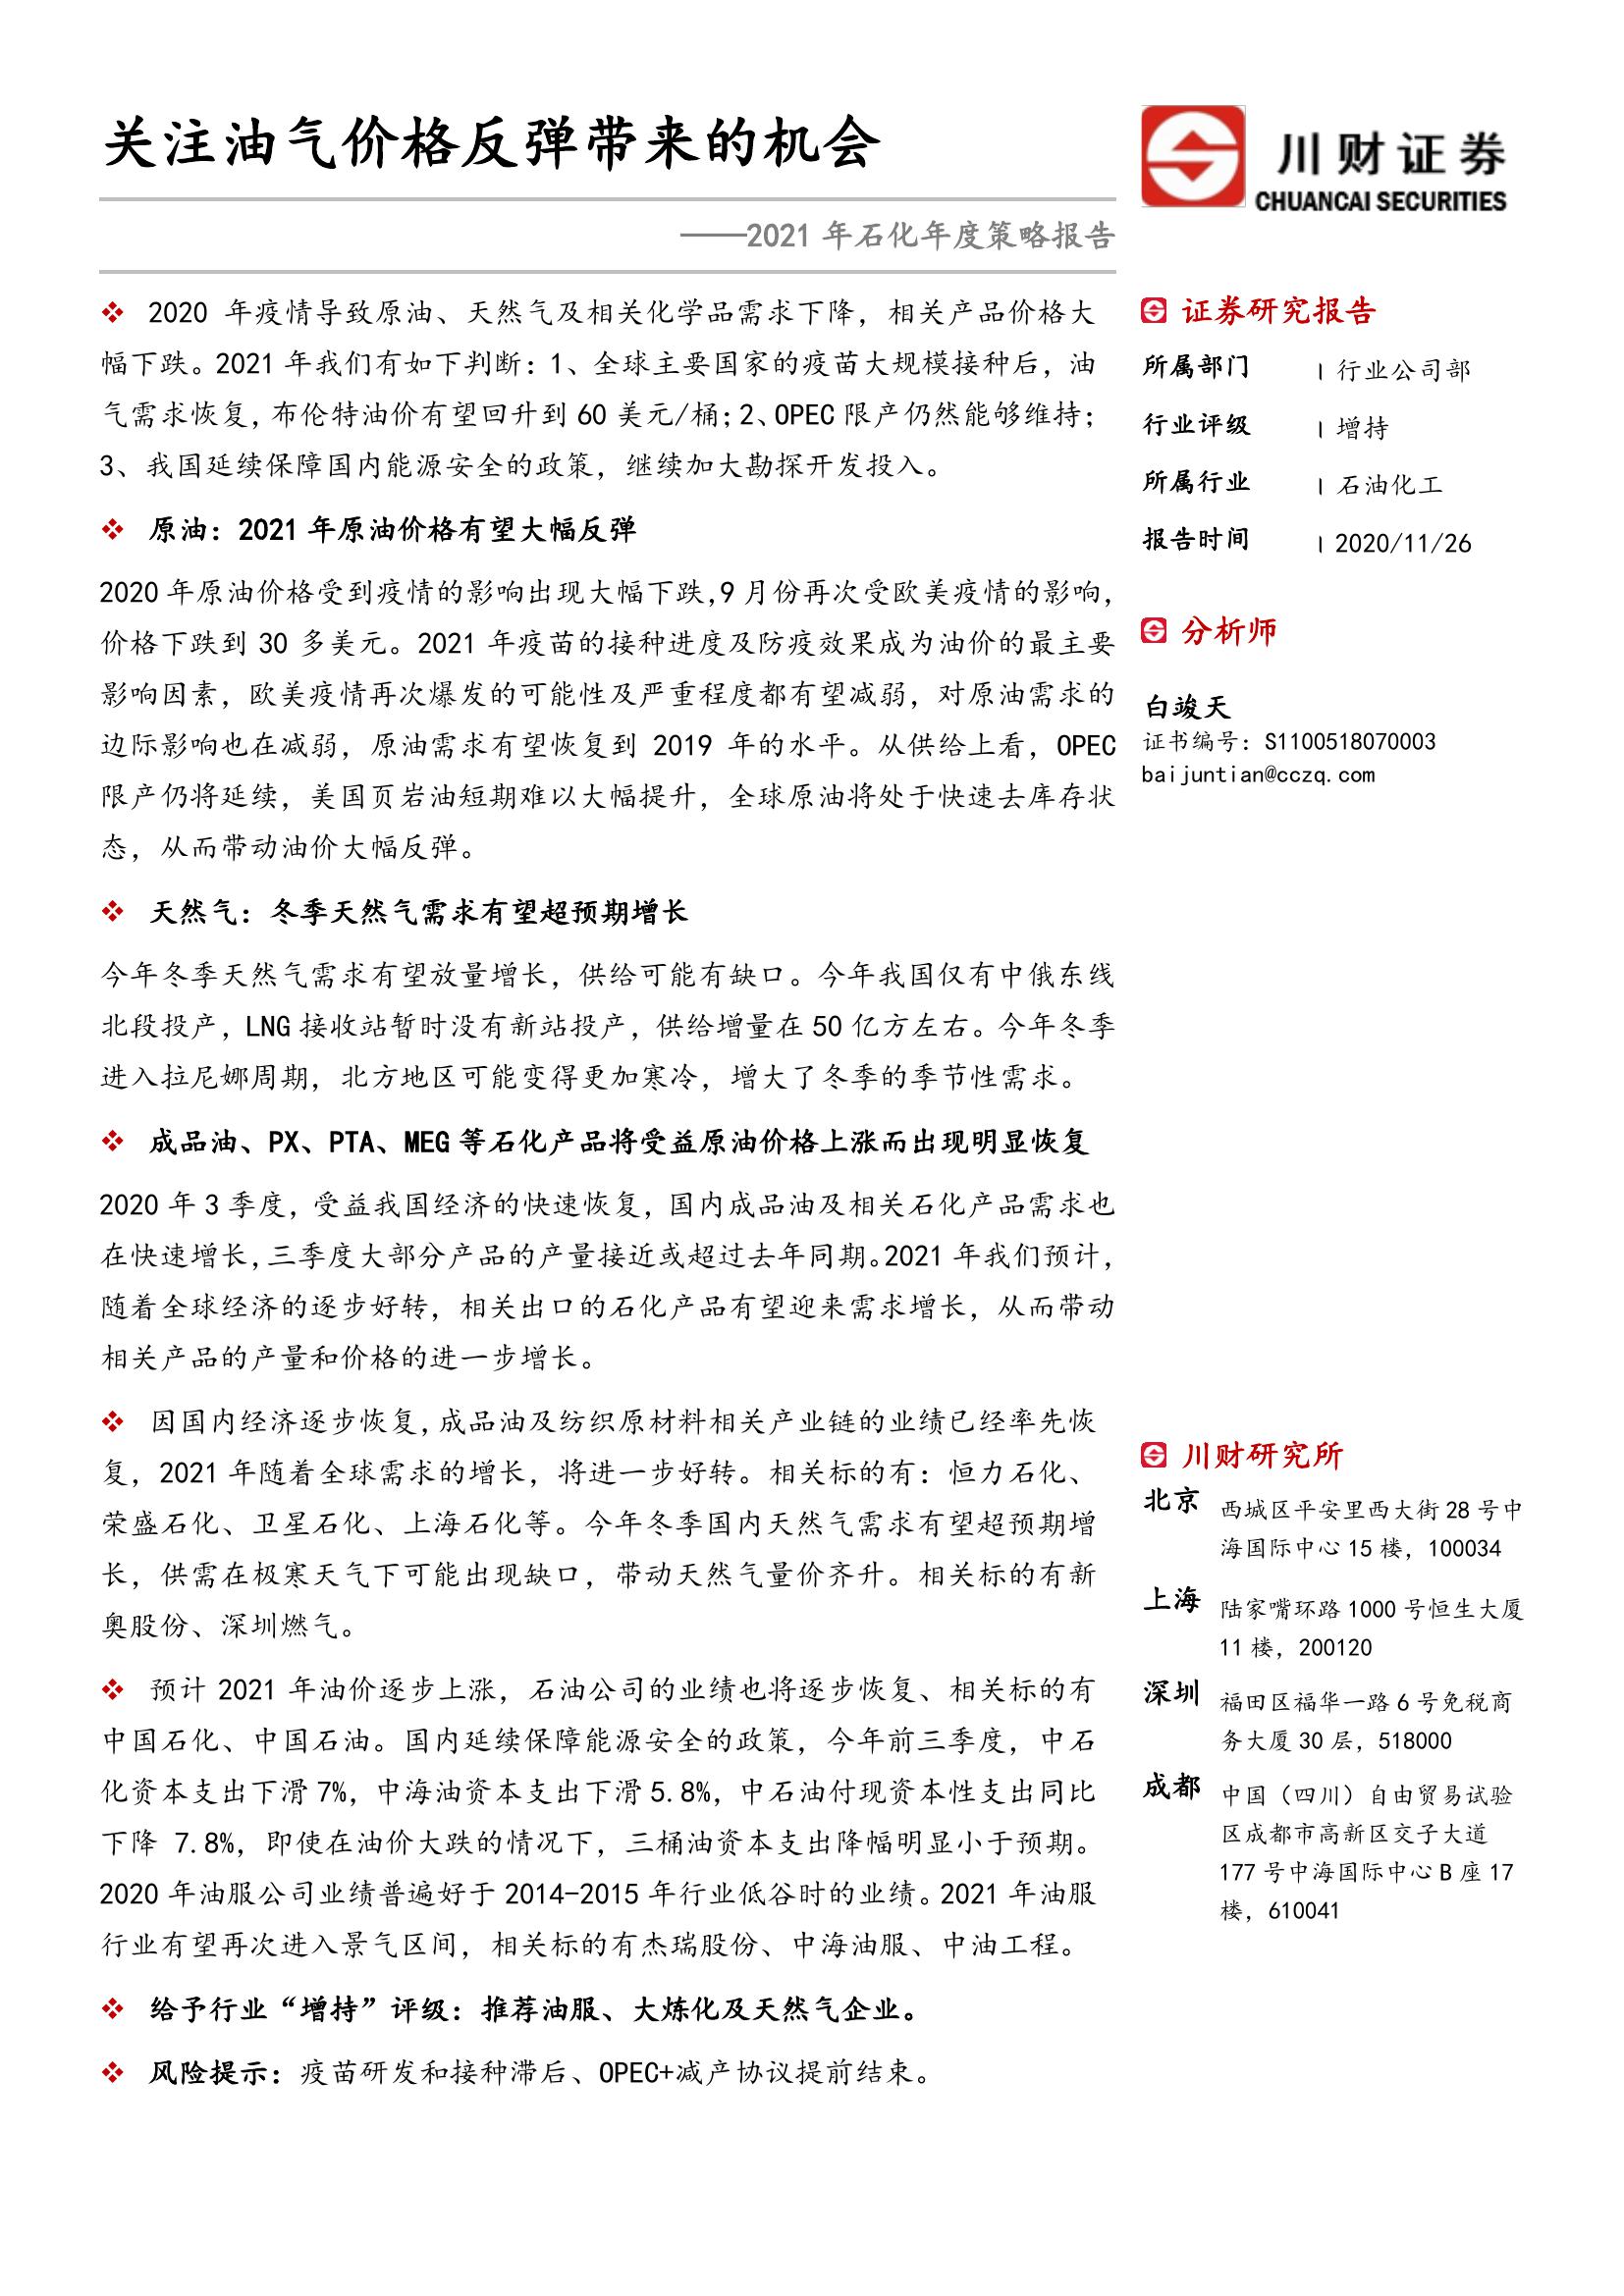 关注油气价格反弹带来的机会
——2021 年石化年度策略报告
❖ 2020 年疫情导致原油、天然气及相关化学品需求下降，相关产品价格大
幅下跌。2021 年我们有如下判断：1、全球主要国家的疫苗大规模接种后，油
气需求恢复，布伦特油价有望回升到 60 美元/桶；2、OPEC 限产仍然能够维持；
3、我国延续保障国内能源安全的政策，继续加大勘探开发投入。
❖ 原油：2021 年原油价格有望大幅反弹
2020 年原油价格受到疫情的影响出现大幅下跌，9 月份再次受欧美疫情的影响，
价格下跌到 30 多美元。2021 年疫苗的接种进度及防疫效果成为油价的最主要
影响因素，欧美疫情再次爆发的可能性及严重程度都有望减弱，对原油需求的
边际影响也在减弱，原油需求有望恢复到 2019 年的水平。从供给上看，OPEC
限产仍将延续，美国页岩油短期难以大幅提升，全球原油将处于快速去库存状
态，从而带动油价大幅反弹。
❖ 天然气：冬季天然气需求有望超预期增长
今年冬季天然气需求有望放量增长，供给可能有缺口。今年我国仅有中俄东线
北段投产，LNG 接收站暂时没有新站投产，供给增量在 50 亿方左右。今年冬季
进入拉尼娜周期，北方地区可能变得更加寒冷，增大了冬季的季节性需求。
❖ 成品油、PX、PTA、MEG 等石化产品将受益原油价格上涨而出现明显恢复
2020 年 3 季度，受益我国经济的快速恢复，国内成品油及相关石化产品需求也
在快速增长，三季度大部分产品的产量接近或超过去年同期。2021 年我们预计，
随着全球经济的逐步好转，相关出口的石化产品有望迎来需求增长，从而带动
相关产品的产量和价格的进一步增长。
❖ 因国内经济逐步恢复，成品油及纺织原材料相关产业链的业绩已经率先恢
复，2021 年随着全球需求的增长，将进一步好转。相关标的有：恒力石化、
荣盛石化、卫星石化、上海石化等。今年冬季国内天然气需求有望超预期增
长，供需在极寒天气下可能出现缺口，带动天然气量价齐升。相关标的有新
奥股份、深圳燃气。
❖ 预计 2021 年油价逐步上涨，石油公司的业绩也将逐步恢复、相关标的有
中国石化、中国石油。国内延续保障能源安全的政策，今年前三季度，中石
化资本支出下滑 7%，中海油资本支出下滑 5.8%，中石油付现资本性支出同比
下降 7.8%，即使在油价大跌的情况下，三桶油资本支出降幅明显小于预期。
2020 年油服公司业绩普遍好于 2014-2015 年行业低谷时的业绩。2021 年油服
行业有望再次进入景气区间，相关标的有杰瑞股份、中海油服、中油工程。
❖ 给予行业“增持”评级：推荐油服、大炼化及天然气企业。
❖ 风险提示：疫苗研发和接种滞后、OPEC+减产协议提前结束。
川财证券
CHUANCAI SECURITIES
证券研究报告
所属部门 | 行业公司部
行业评级 | 增持
所属行业 | 石油化工
报告时间 | 2020/11/26
分析师
白竣天
证书编号：S1100518070003
baijuntian@cczq.com
川财研究所
北京 西城区平安里西大街 28 号中
海国际中心 15 楼，100034
上海 陆家嘴环路 1000 号恒生大厦
11 楼，200120
深圳 福田区福华一路 6 号免税商
务大厦 30 层，518000
成都 中国（四川）自由贸易试验
区成都市高新区交子大道
177 号中海国际中心 B 座 17
楼，610041